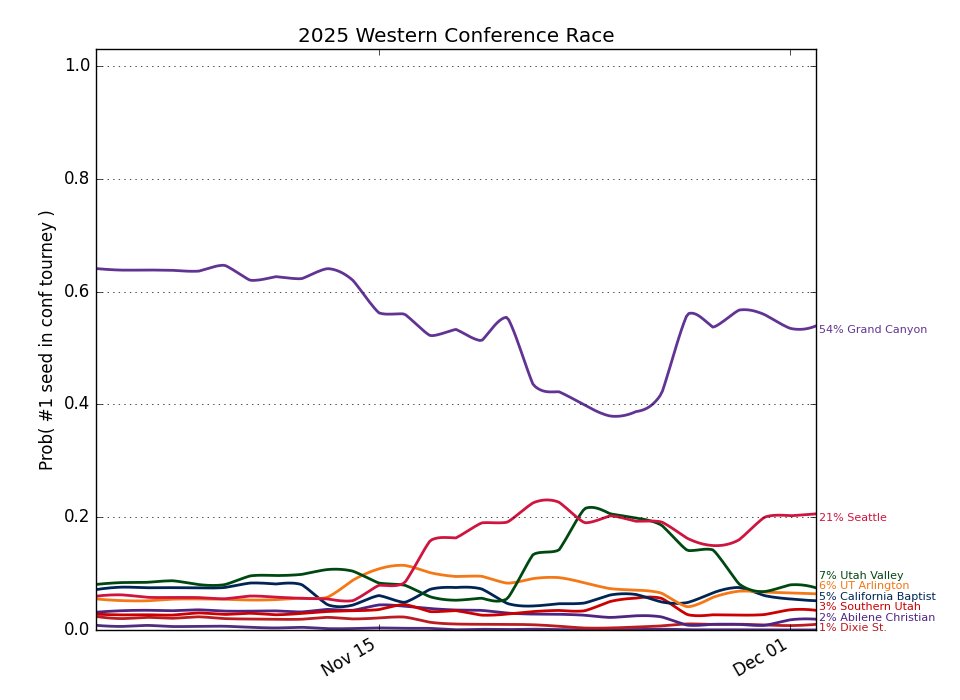 2025 Western Conference Race
Prob( #1 seed in conf tourney )
1.0
0.8
0.6
0.4
0.2
0.0
Nov 15
Dec 01
54% Grand Canyon
21% Seattle
7% Utah Valley
6% UT Arlington
5% California Baptist
3% Southern Utah
2% Abilene Christian
1% Dixie St.